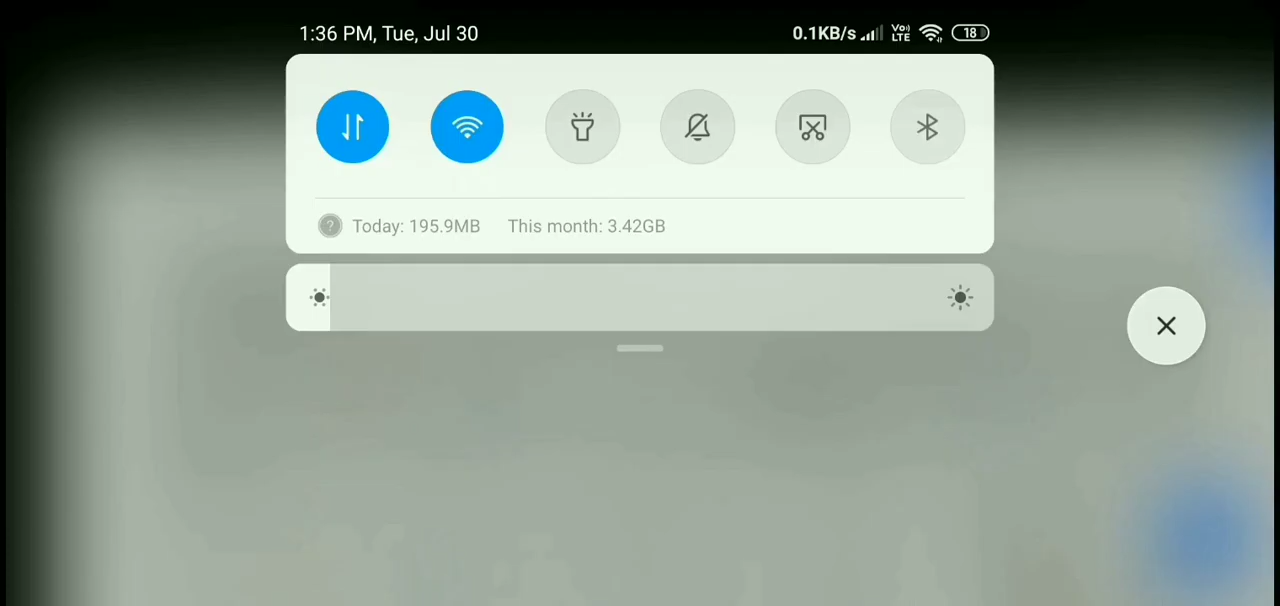 1:36 PM, Tue, Jul 30 0.1KB/s Vo) LTE 18
? Today: 195.9MB This month: 3.42GB